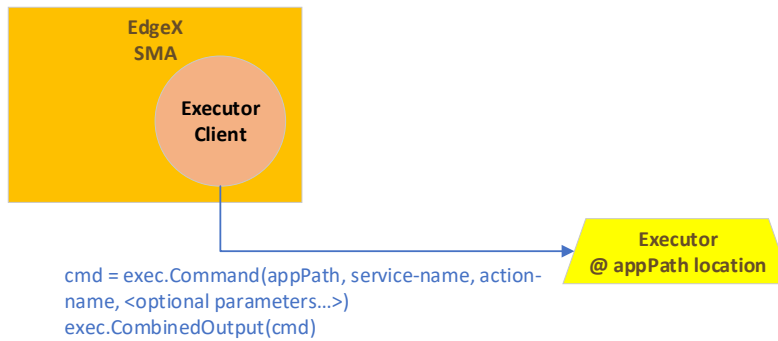 EdgeX
SMA
Executor
Client
Executor
@ appPath location
cmd = exec.Command(appPath, service-name, action-
name, <optional parameters...>)
exec.CombinedOutput(cmd)